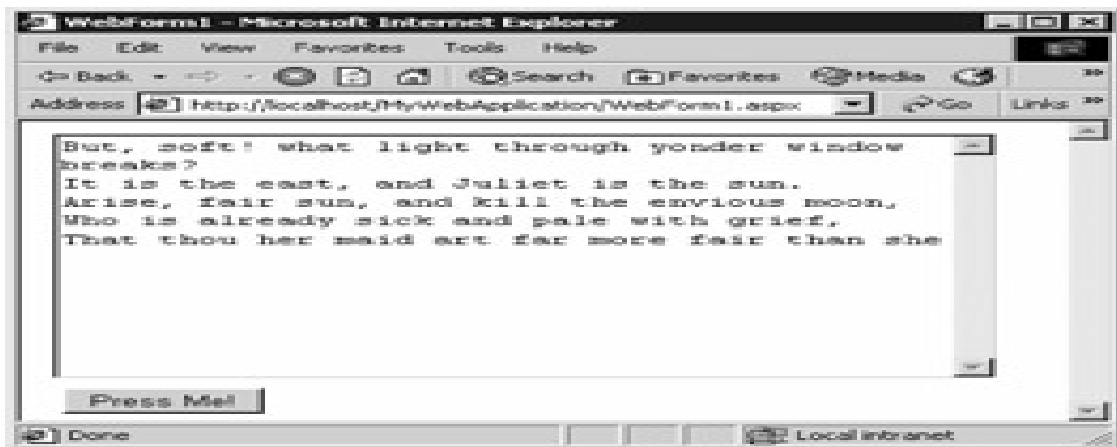 WebForm1 - Microsoft Internet Explorer
File Edit View Favorites Tools Help
Back Search Favorites Media
Address http://localhost/MyWebApplication/WebForm1.aspx Go Links
But, soft! what light through yonder window
breaks?
It is the east, and Juliet is the sun.
Arise, fair sun, and kill the envious moon,
Who is already sick and pale with grief,
That thou her maid art far more fair than she
Press Me!
Done Local intranet